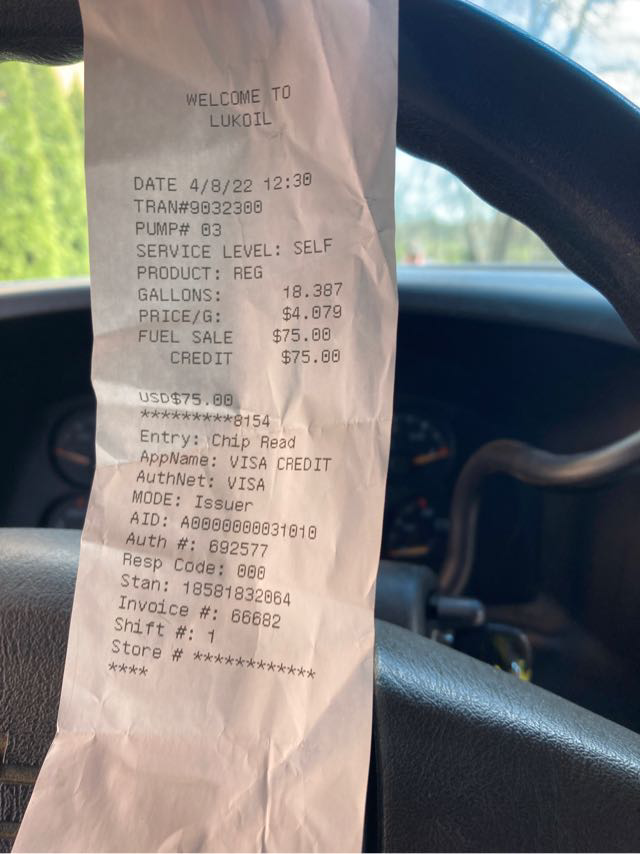 WELCOME TO
LUKOIL
DATE 4/8/22 12:30
TRAN#9032300
PUMP# 03
SERVICE LEVEL: SELF
PRODUCT: REG
GALLONS: 18.387
PRICE/G: $4.079
FUEL SALE $75.00
CREDIT $75.00
USD$75.00
*********8154
Entry: Chip Read
AppName: VISA CREDIT
AuthNet: VISA
MODE: Issuer
AID: A0000000031010
Auth #: 692577
Resp Code: 000
Stan: 18581832064
Invoice #: 66682
Shift #: 1
Store # ************
****